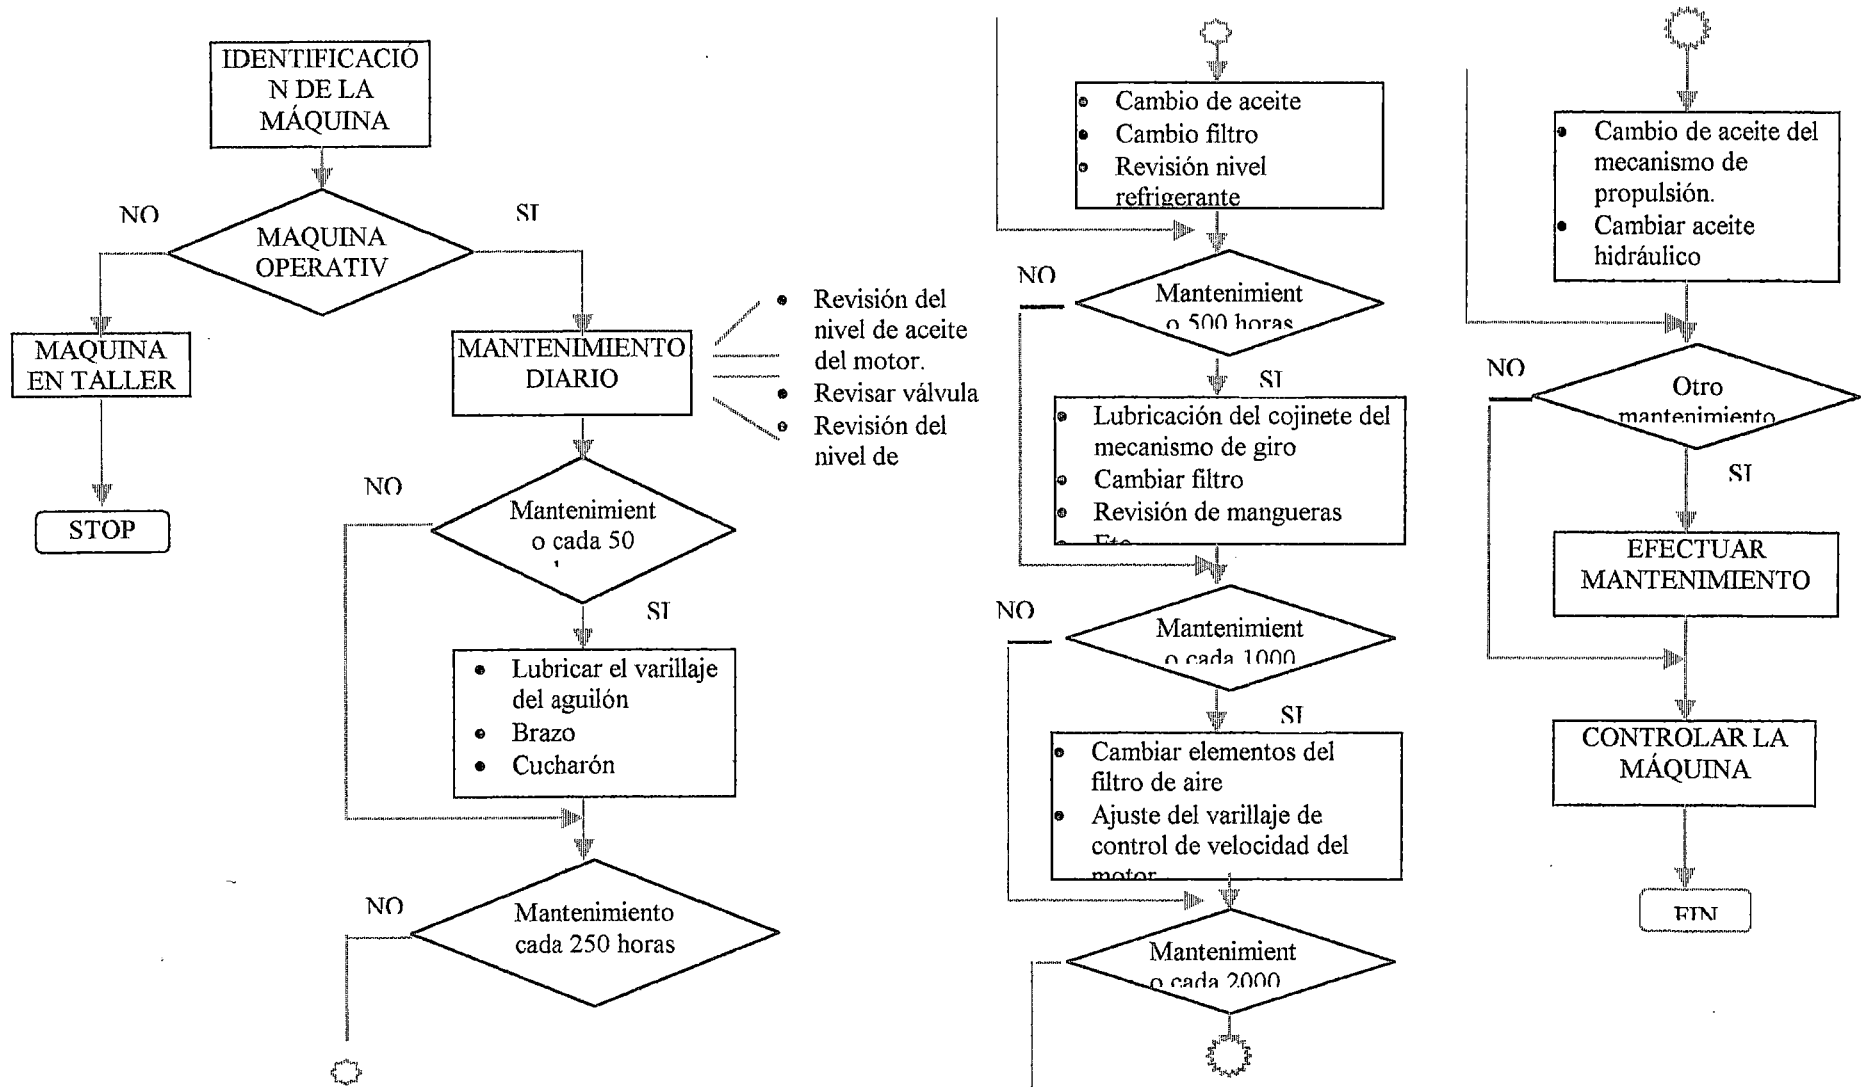 IDENTIFICACIÓ
N DE LA
MÁQUINA
NO
SI
MAQUINA
OPERATIV
MAQUINA
EN TALLER
STOP
MANTENIMIENTO
DIARIO
• Revisión del
nivel de aceite
del motor.
• Revisar válvula
• Revisión del
nivel de
NO
Mantenimient
o cada 50
SI
• Lubricar el varillaje
del aguilón
• Brazo
• Cucharón
NO
Mantenimiento
cada 250 horas
• Cambio de aceite
• Cambio filtro
• Revisión nivel
refrigerante
NO
Mantenimient
o 500 horas
SI
• Lubricación del cojinete del
mecanismo de giro
• Cambiar filtro
• Revisión de mangueras
• Etc
NO
Mantenimient
o cada 1000
SI
• Cambiar elementos del
filtro de aire
• Ajuste del varillaje de
control de velocidad del
motor
Mantenimient
o cada 2000
• Cambio de aceite del
mecanismo de
propulsión.
• Cambiar aceite
hidráulico
NO
Otro
mantenimiento
SI
EFECTUAR
MANTENIMIENTO
CONTROLAR LA
MÁQUINA
FIN